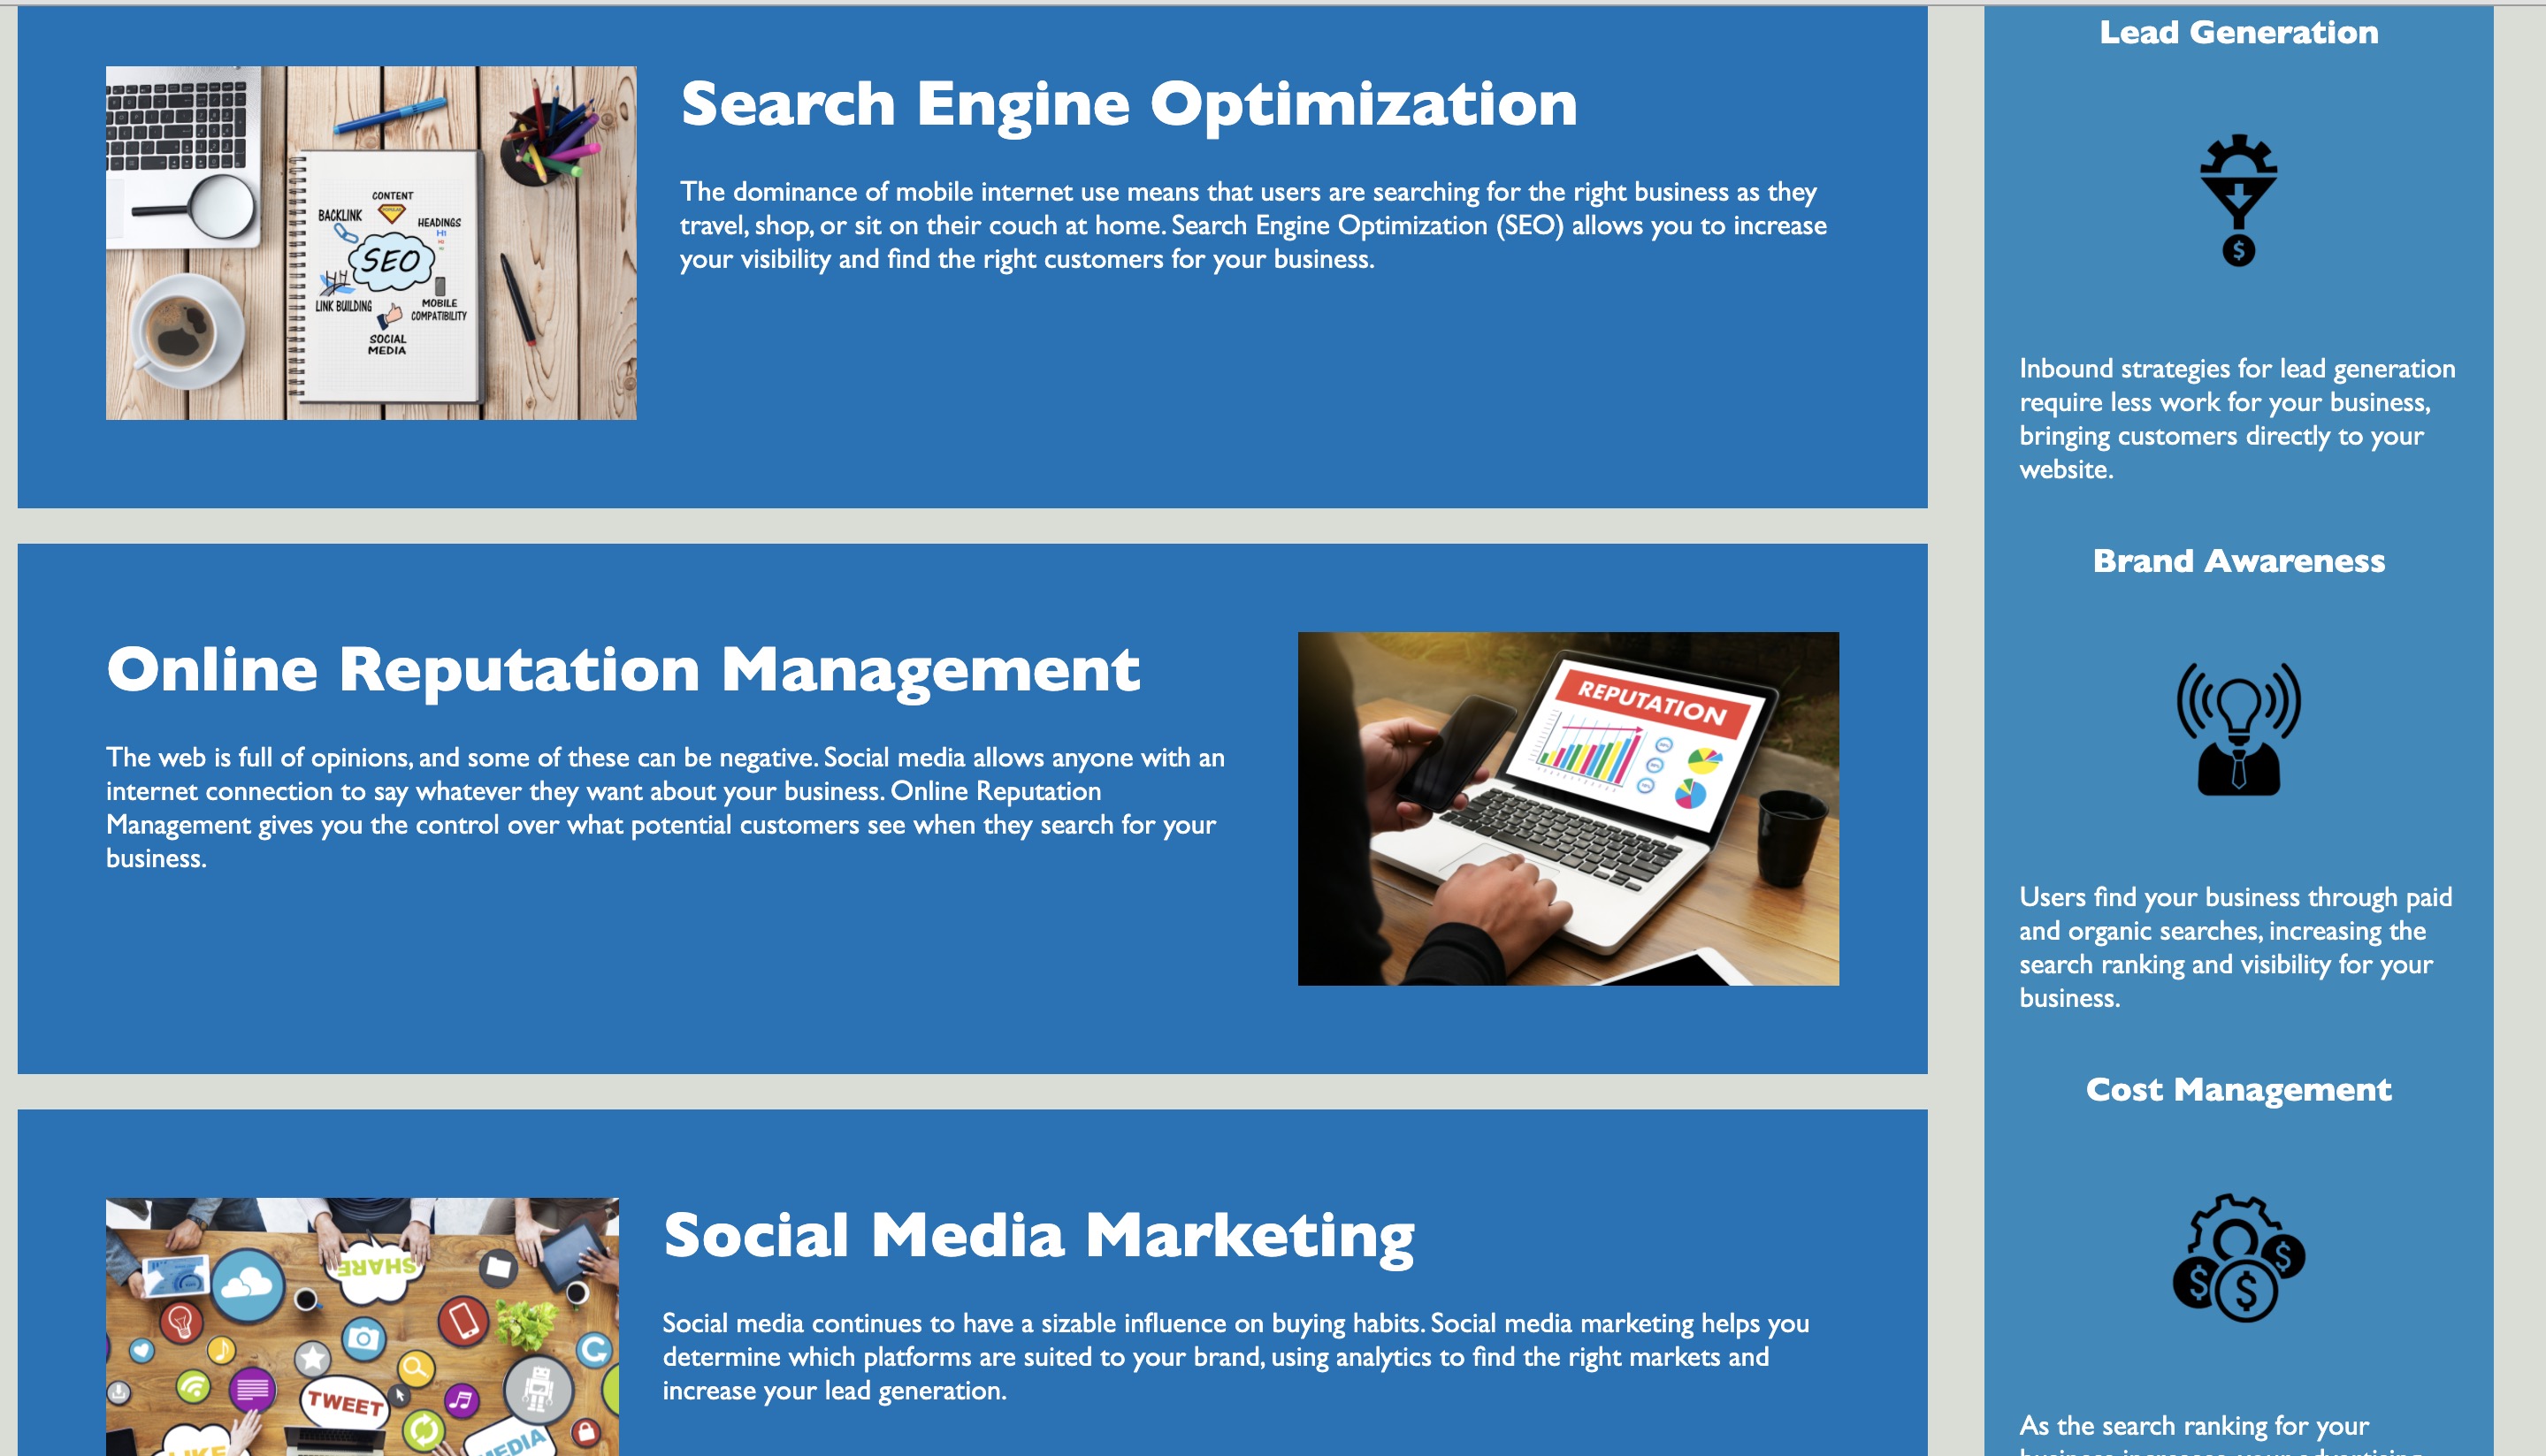 Search Engine Optimization
The dominance of mobile internet use means that users are searching for the right business as they
travel, shop, or sit on their couch at home. Search Engine Optimization (SEO) allows you to increase
your visibility and find the right customers for your business.
CONTENT
BACKLINK
HEADINGS
H1
SEO
LINK BUILDING
MOBILE
COMPATIBILITY
SOCIAL
MEDIA
Online Reputation Management
The web is full of opinions, and some of these can be negative. Social media allows anyone with an
internet connection to say whatever they want about your business. Online Reputation
Management gives you the control over what potential customers see when they search for your
business.
REPUTATION
Social Media Marketing
Social media continues to have a sizable influence on buying habits. Social media marketing helps you
determine which platforms are suited to your brand, using analytics to find the right markets and
increase your lead generation.
SHARE
TWEET
LIKE
MEDIA
Lead Generation
$
Inbound strategies for lead generation
require less work for your business,
bringing customers directly to your
website.
Brand Awareness
Users find your business through paid
and organic searches, increasing the
search ranking and visibility for your
business.
Cost Management
$ $ $
As the search ranking for your
business increases, your advertising